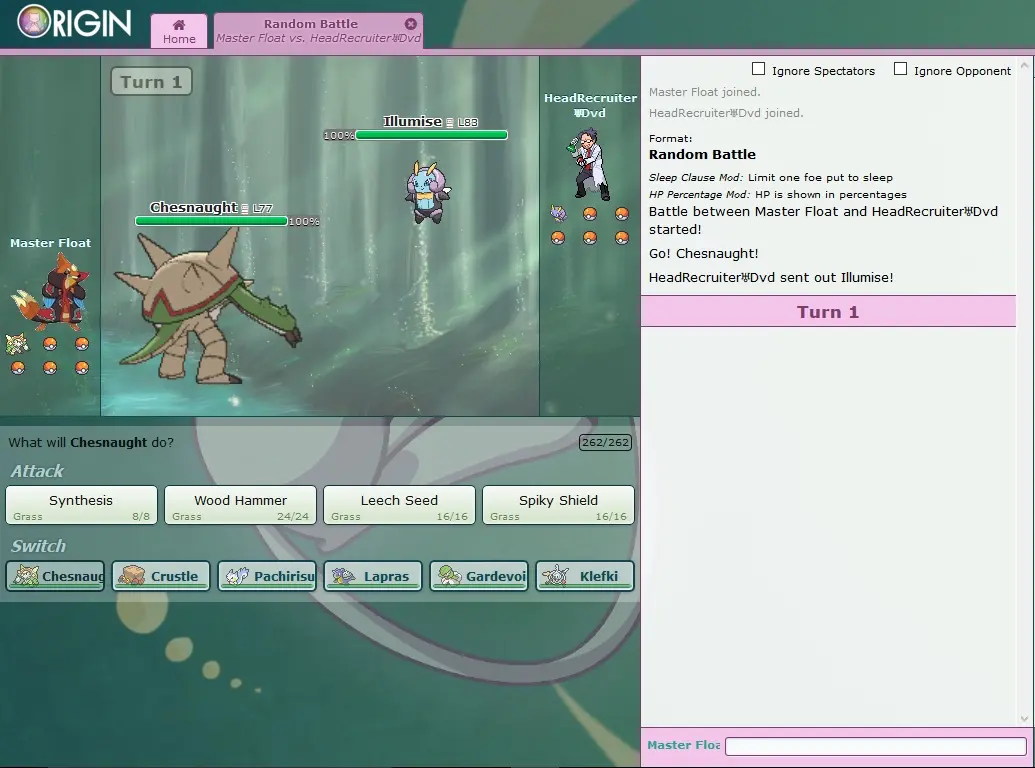 ORIGIN
Home
Random Battle
Master Float vs. HeadRecruiter₩Dvd
Turn 1
Illumise L83
100%
Chesnaught L77
100%
Master Float
HeadRecruiter
₩Dvd
What will Chesnaught do?
262/262
Attack
Synthesis
Grass 8/8
Wood Hammer
Grass 24/24
Leech Seed
Grass 16/16
Spiky Shield
Grass 16/16
Switch
Chesnaug
Crustle
Pachirisu
Lapras
Gardevoi
Klefki
Ignore Spectators Ignore Opponent
Master Float joined.
HeadRecruiter₩Dvd joined.
Format:
Random Battle
Sleep Clause Mod: Limit one foe put to sleep
HP Percentage Mod: HP is shown in percentages
Battle between Master Float and HeadRecruiter₩Dvd
started!
Go! Chesnaught!
HeadRecruiter₩Dvd sent out Illumise!
Turn 1
Master Floa